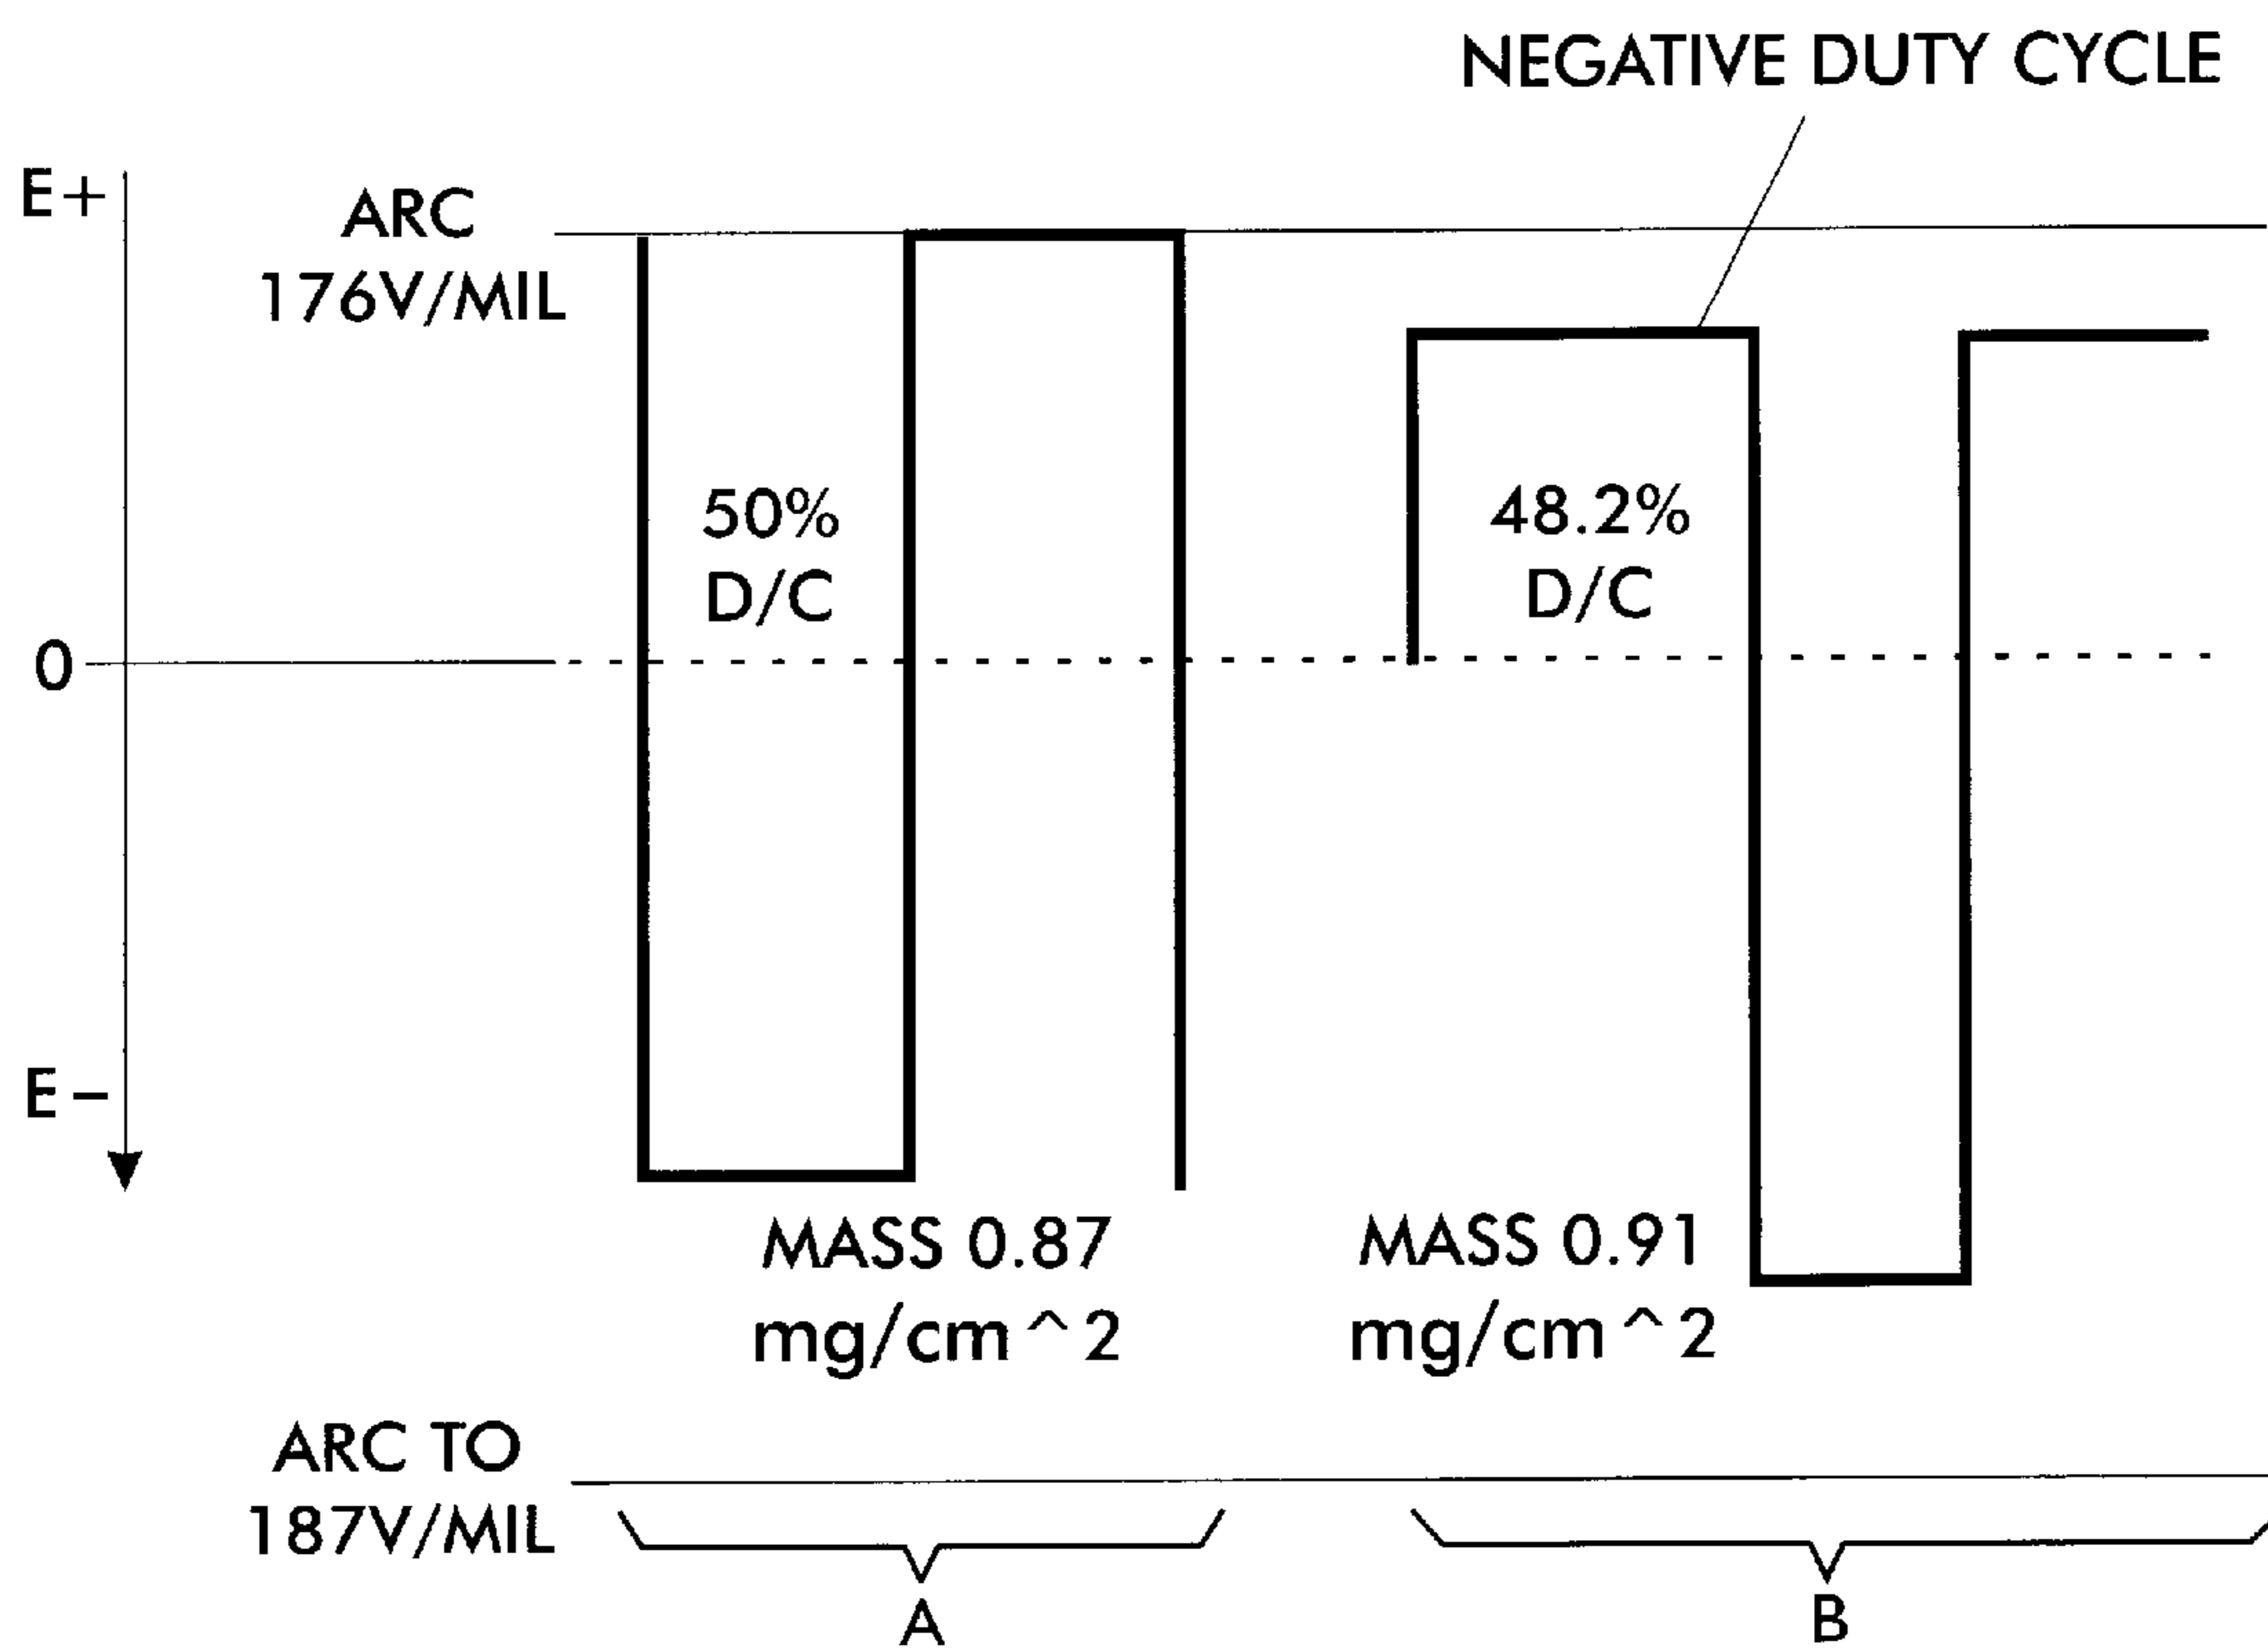 NEGATIVE DUTY CYCLE
E+
ARC
176V/MIL
50%
D/C
48.2%
D/C
0
E-
MASS 0.87
mg/cm^2
MASS 0.91
mg/cm^2
ARC TO
187V/MIL
A
B